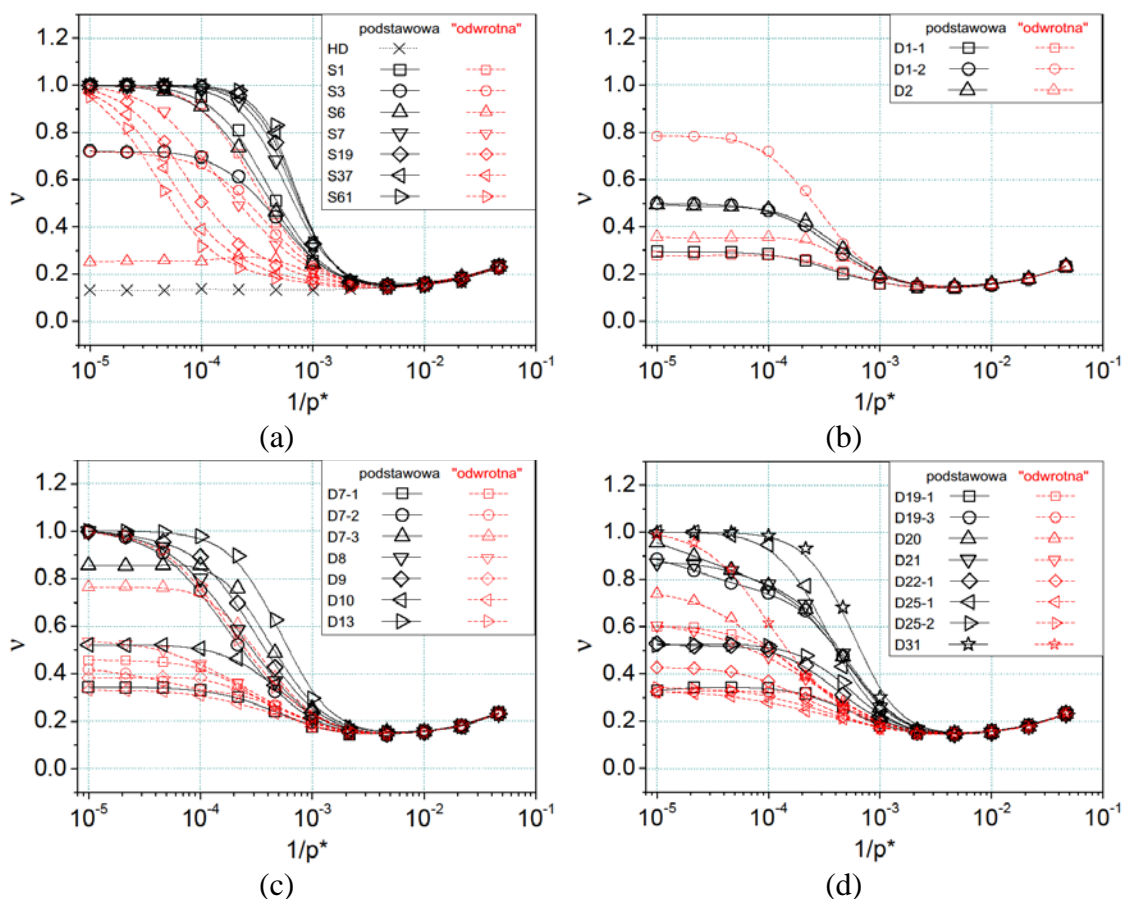 podstawowa "odwrotna"
HD
S1
S3
S6
S7
S19
S37
S61
1.2
1.0
0.8
0.6
0.4
0.2
0.0
ν
10⁻⁵ 10⁻⁴ 10⁻³ 10⁻² 10⁻¹
1/p*
(a)
podstawowa "odwrotna"
D1-1
D1-2
D2
1.2
1.0
0.8
0.6
0.4
0.2
0.0
ν
10⁻⁵ 10⁻⁴ 10⁻³ 10⁻² 10⁻¹
1/p*
(b)
podstawowa "odwrotna"
D7-1
D7-2
D7-3
D8
D9
D10
D13
1.2
1.0
0.8
0.6
0.4
0.2
0.0
ν
10⁻⁵ 10⁻⁴ 10⁻³ 10⁻² 10⁻¹
1/p*
(c)
podstawowa "odwrotna"
D19-1
D19-3
D20
D21
D22-1
D25-1
D25-2
D31
1.2
1.0
0.8
0.6
0.4
0.2
0.0
ν
10⁻⁵ 10⁻⁴ 10⁻³ 10⁻² 10⁻¹
1/p*
(d)